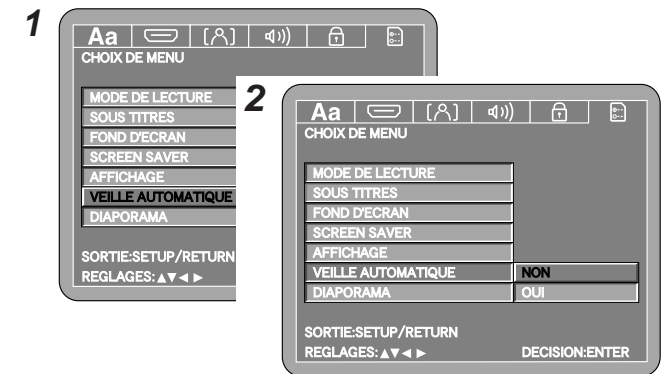 1
Aa
CHOIX DE MENU
MODE DE LECTURE
SOUS TITRES
FOND D'ECRAN
SCREEN SAVER
AFFICHAGE
VEILLE AUTOMATIQUE
DIAPORAMA
SORTIE:SETUP/RETURN
REGLAGES:▲▼◄ ►
2
Aa
CHOIX DE MENU
MODE DE LECTURE
SOUS TITRES
FOND D'ECRAN
SCREEN SAVER
AFFICHAGE
VEILLE AUTOMATIQUE NON
DIAPORAMA OUI
SORTIE:SETUP/RETURN
REGLAGES:▲▼◄ ► DECISION:ENTER